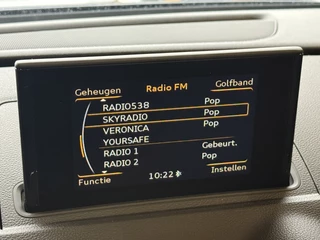 Geheugen Radio FM Golfband
RADIO538 Pop
SKYRADIO Pop
VERONICA Pop
YOURSAFE
RADIO 1 Gebeurt.
RADIO 2 Pop
Functie 10:22 Instellen